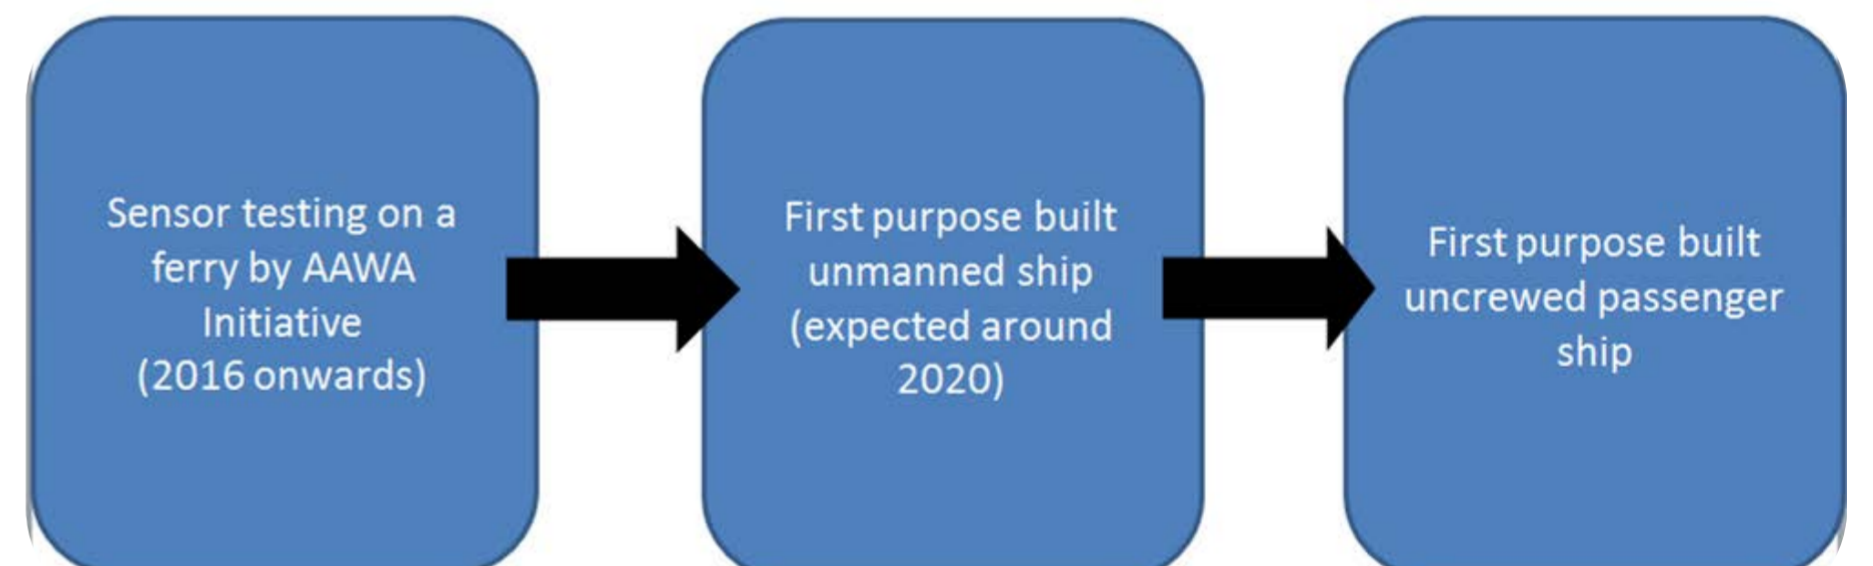 Sensor testing on a
ferry by AAWA
Initiative
(2016 onwards)
First purpose built
unmanned ship
(expected around
2020)
First purpose built
uncrewed passenger
ship